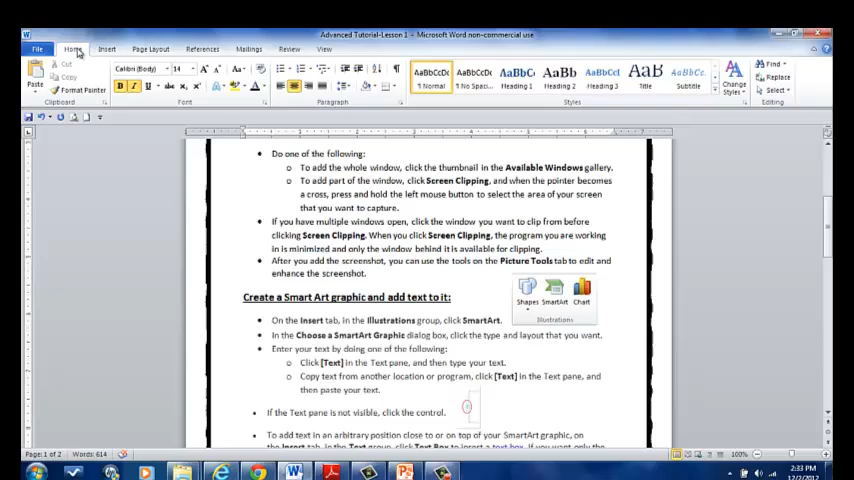 Advanced Tutorial-Lesson 1 - Microsoft Word non-commercial use
File Home Insert Page Layout References Mailings Review View
Paste
Cut
Copy
Format Painter
Clipboard
Calibri (Body) 14
Font
Paragraph
AaBbCcDc AaBbCcDc AaBbC AaBb AaBbCcI AaB AaBbCcI
¶ Normal ¶ No Spacing Heading 1 Heading 2 Heading 3 Title Subtitle
Change Styles
Styles
Find
Replace
Select
Editing
• Do one of the following:
o To add the whole window, click the thumbnail in the Available Windows gallery.
o To add part of the window, click Screen Clipping, and when the pointer becomes
a cross, press and hold the left mouse button to select the area of your screen
that you want to capture.
• If you have multiple windows open, click the window you want to clip from before
clicking Screen Clipping. When you click Screen Clipping, the program you are working
in is minimized and only the window behind it is available for clipping.
• After you add the screenshot, you can use the tools on the Picture Tools tab to edit and
enhance the screenshot.
Create a Smart Art graphic and add text to it:
Shapes SmartArt Chart
Illustrations
• On the Insert tab, in the Illustrations group, click SmartArt.
• In the Choose a SmartArt Graphic dialog box, click the type and layout that you want.
• Enter your text by doing one of the following:
o Click [Text] in the Text pane, and then type your text.
o Copy text from another location or program, click [Text] in the Text pane, and
then paste your text.
• If the Text pane is not visible, click the control.
• To add text in an arbitrary position close to or on top of your SmartArt graphic, on
the Insert tab, in the Text group, click Text Box to insert a text box. If you want only the
Page: 1 of 2 Words: 614 100%
2:33 PM
12/2/2012